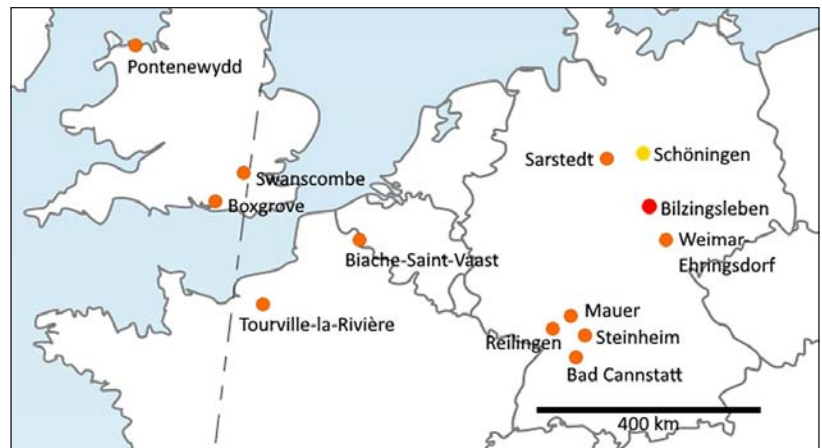 Pontenewydd
Schöningen
Sarstedt
Swanscombe
Boxgrove
Bilzingsleben
Weimar-
Ehringsdorf
Biache-Saint-Vaast
Mauer
Tourville-la-Rivière
Steinheim
Reilingen
Bad Cannstatt
400 km